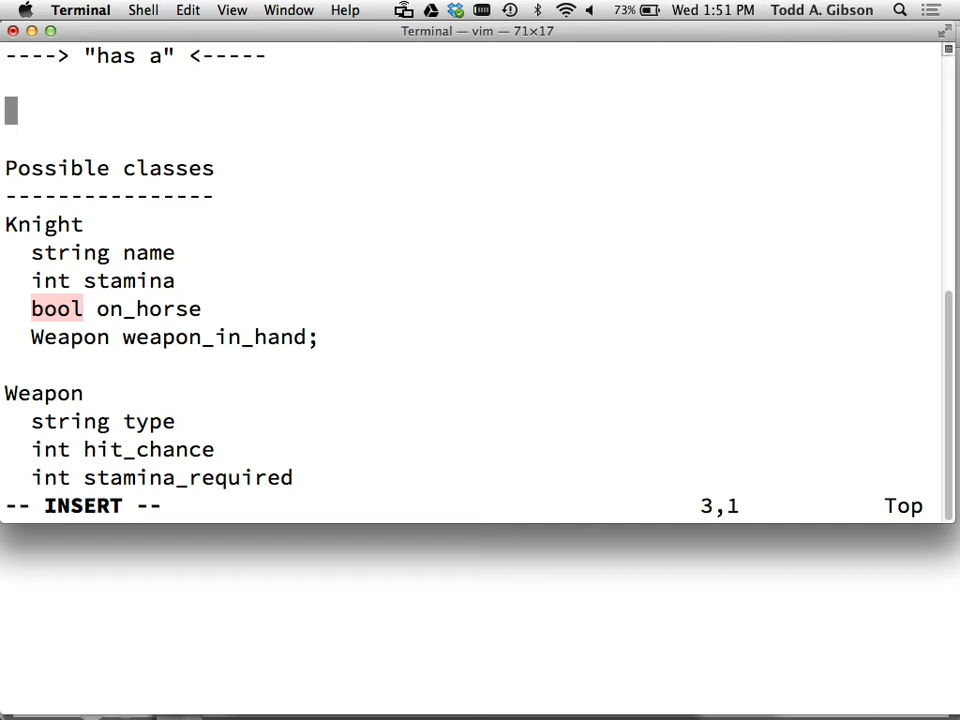 Terminal Shell Edit View Window Help 73% Wed 1:51 PM Todd A. Gibson
Terminal — vim — 71×17
----> "has a" <-----
Possible classes
----------------
Knight
string name
int stamina
bool on_horse
Weapon weapon_in_hand;
Weapon
string type
int hit_chance
int stamina_required
-- INSERT -- 3,1 Top